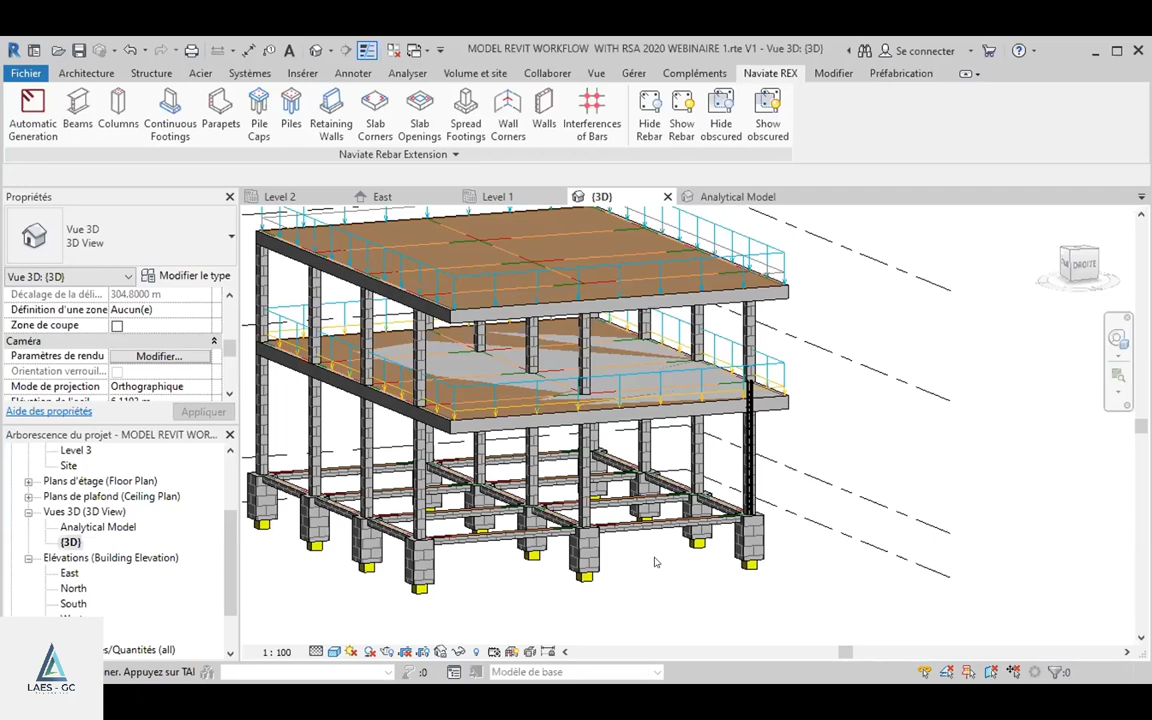 MODEL REVIT WORKFLOW WITH RSA 2020 WEBINAIRE 1.rte V1 - Vue 3D: {3D}
Se connecter
Fichier Architecture Structure Acier Systèmes Insérer Annoter Analyser Volume et site Collaborer Vue Gérer Compléments Naviate REX Modifier Préfabrication
Automatic Generation
Beams
Columns
Continuous Footings
Parapets
Pile Caps
Piles
Retaining Walls
Slab Corners
Slab Openings
Spread Footings
Wall Corners
Walls
Interferences of Bars
Hide Rebar
Show Rebar
Hide obscured
Show obscured
Naviate Rebar Extension
Propriétés
Level 2
East
Level 1
{3D}
Analytical Model
Vue 3D
3D View
Vue 3D: {3D}
Modifier le type
Décalage de la déli... 304.8000 m
Définition d'une zone Aucun(e)
Zone de coupe
Caméra
Paramètres de rendu Modifier...
Orientation verrouil...
Mode de projection Orthographique
Aide des propriétés
Appliquer
Arborescence du projet - MODEL REVIT WOR...
Level 3
Site
Plans d'étage (Floor Plan)
Plans de plafond (Ceiling Plan)
Vues 3D (3D View)
Analytical Model
{3D}
Elévations (Building Elevation)
East
North
South
s/Quantités (all)
DROITE
1 : 100
ner. Appuyez sur TAI
:0
Modèle de base
:0
LAES - GC